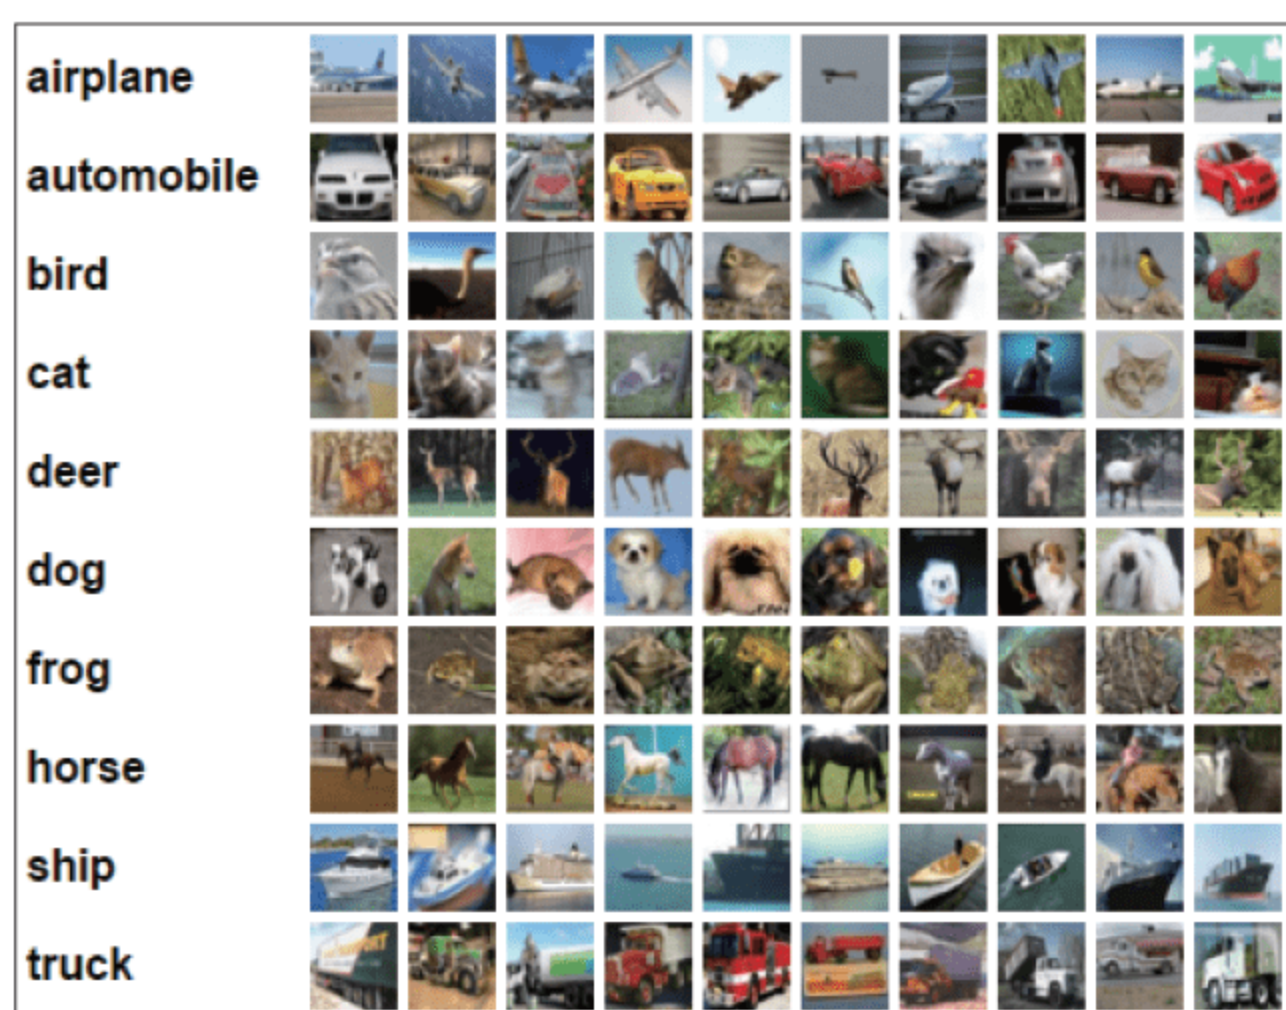 airplane
automobile
bird
cat
deer
dog
frog
horse
ship
truck